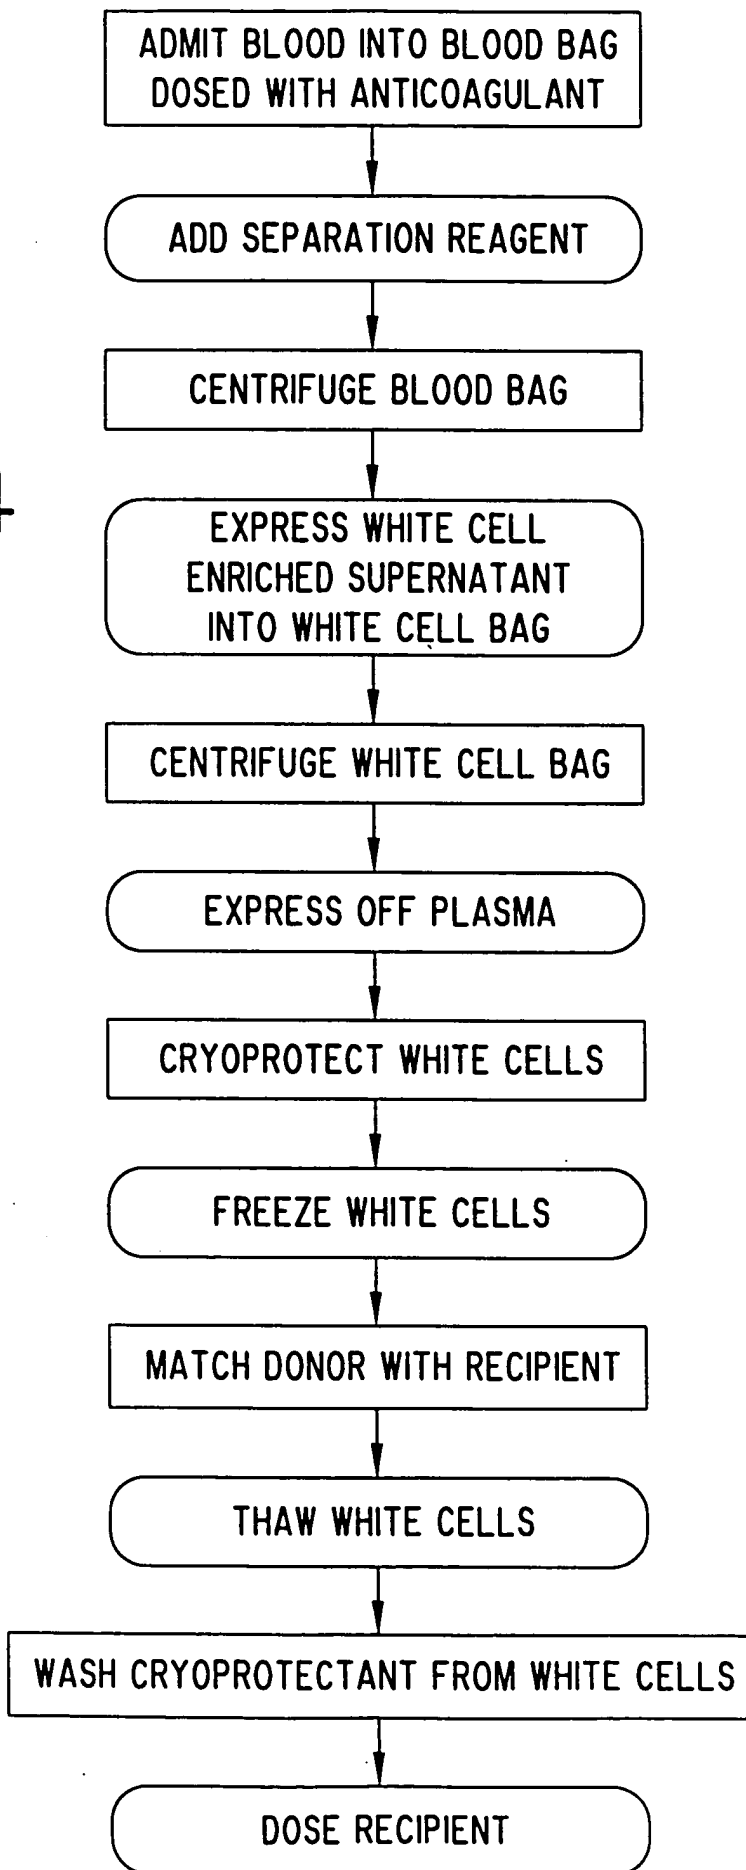 ADMIT BLOOD INTO BLOOD BAG
DOSED WITH ANTICOAGULANT
ADD SEPARATION REAGENT
CENTRIFUGE BLOOD BAG
EXPRESS WHITE CELL
ENRICHED SUPERNATANT
INTO WHITE CELL BAG
CENTRIFUGE WHITE CELL BAG
EXPRESS OFF PLASMA
CRYOPROTECT WHITE CELLS
FREEZE WHITE CELLS
MATCH DONOR WITH RECIPIENT
THAW WHITE CELLS
WASH CRYOPROTECTANT FROM WHITE CELLS
DOSE RECIPIENT